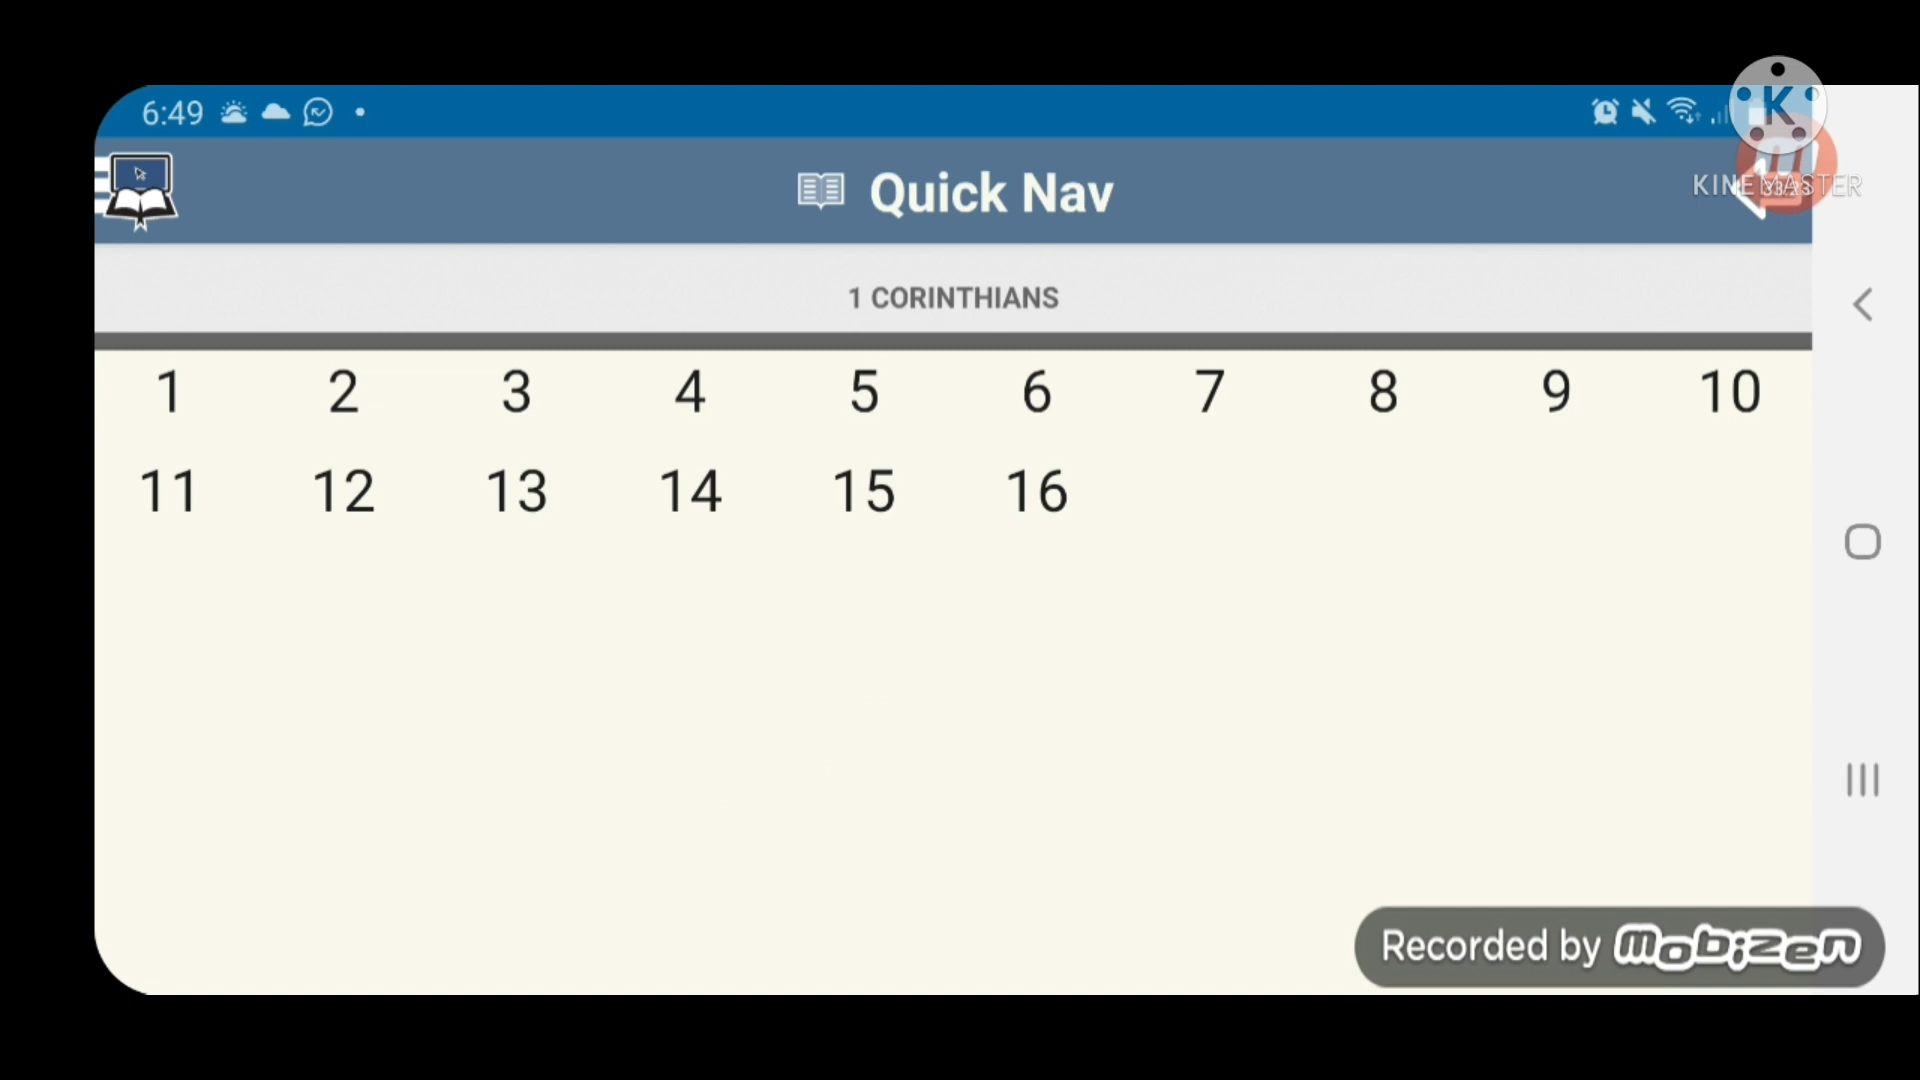 6:49
Quick Nav
K
KINEMASTER
1 CORINTHIANS
1 2 3 4 5 6 7 8 9 10
11 12 13 14 15 16
Recorded by mobizen